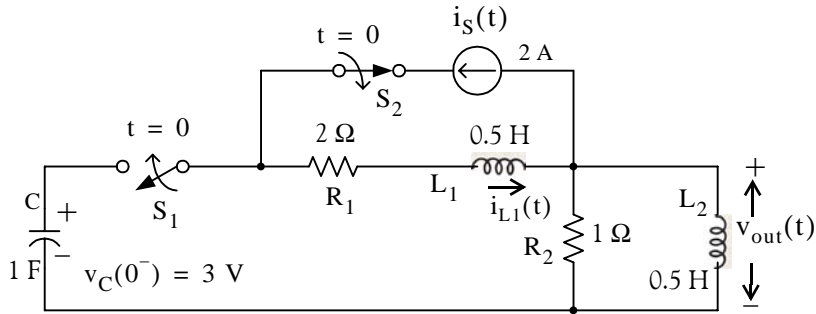 i_S(t)
t = 0
2 A
S_2
t = 0
2 Ω
0.5 H
C
+
S_1
R_1
L_1
i_L1(t)
+
L_2
1 Ω
R_2
v_out(t)
−
1 F
v_C(0⁻) = 3 V
0.5 H
−